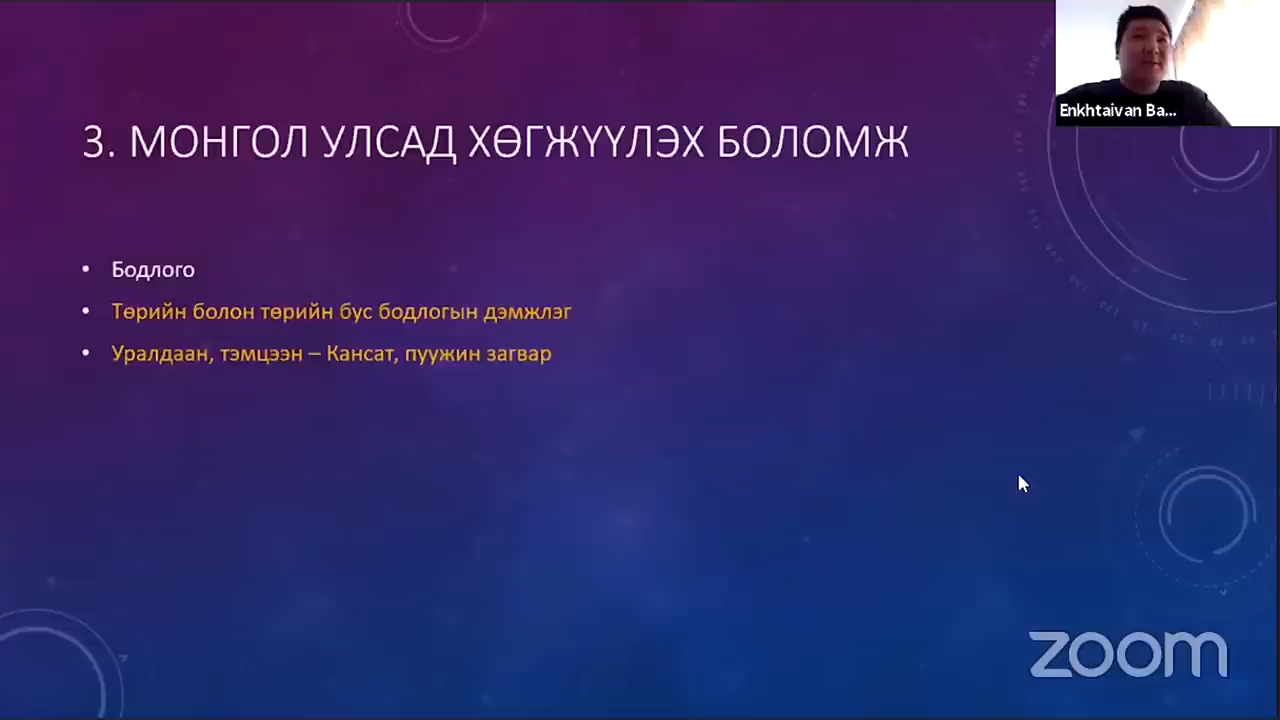 Enkhtaivan Ba...
3. МОНГОЛ УЛСАД ХӨГЖҮҮЛЭХ БОЛОМЖ
• Бодлого
• Төрийн болон төрийн бус бодлогын дэмжлэг
• Уралдаан, тэмцээн – Кансат, пуужин загвар
zoom